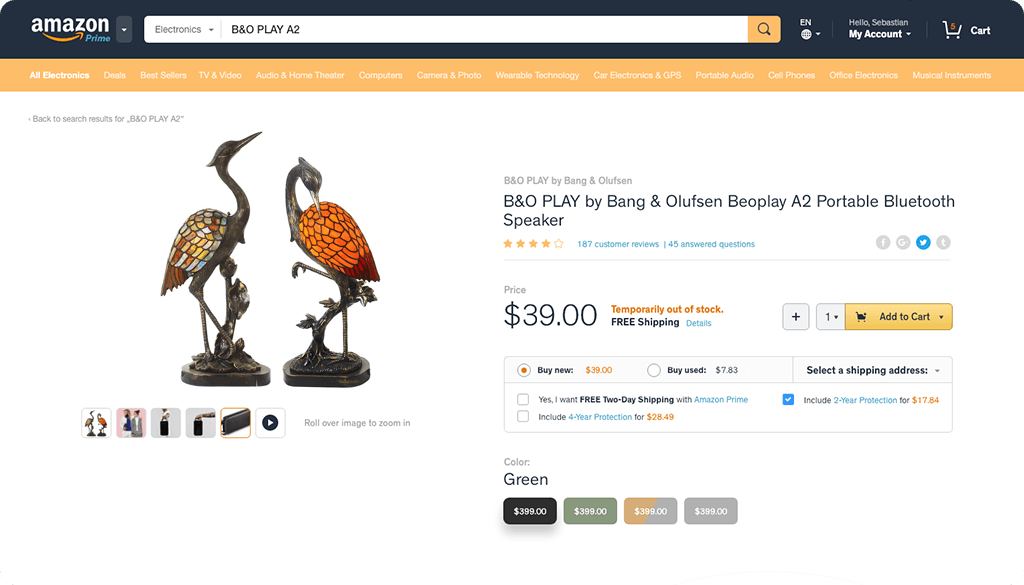 amazon
Prime
Electronics
B&O PLAY A2
EN
Hello, Sebastian
My Account
5
Cart
All Electronics Deals Best Sellers TV & Video Audio & Home Theater Computers Camera & Photo Wearable Technology Car Electronics & GPS Portable Audio Cell Phones Office Electronics Musical Instruments
‹ Back to search results for „B&O PLAY A2"
B&O PLAY by Bang & Olufsen
B&O PLAY by Bang & Olufsen Beoplay A2 Portable Bluetooth
Speaker
187 customer reviews | 45 answered questions
Price
$39.00
Temporarily out of stock.
FREE Shipping Details
+
1
Add to Cart
Buy new: $39.00
Buy used: $7.83
Select a shipping address:
Yes, I want FREE Two-Day Shipping with Amazon Prime
Include 2-Year Protection for $17.84
Include 4-Year Protection for $28.49
Roll over image to zoom in
Color:
Green
$399.00 $399.00 $399.00 $399.00